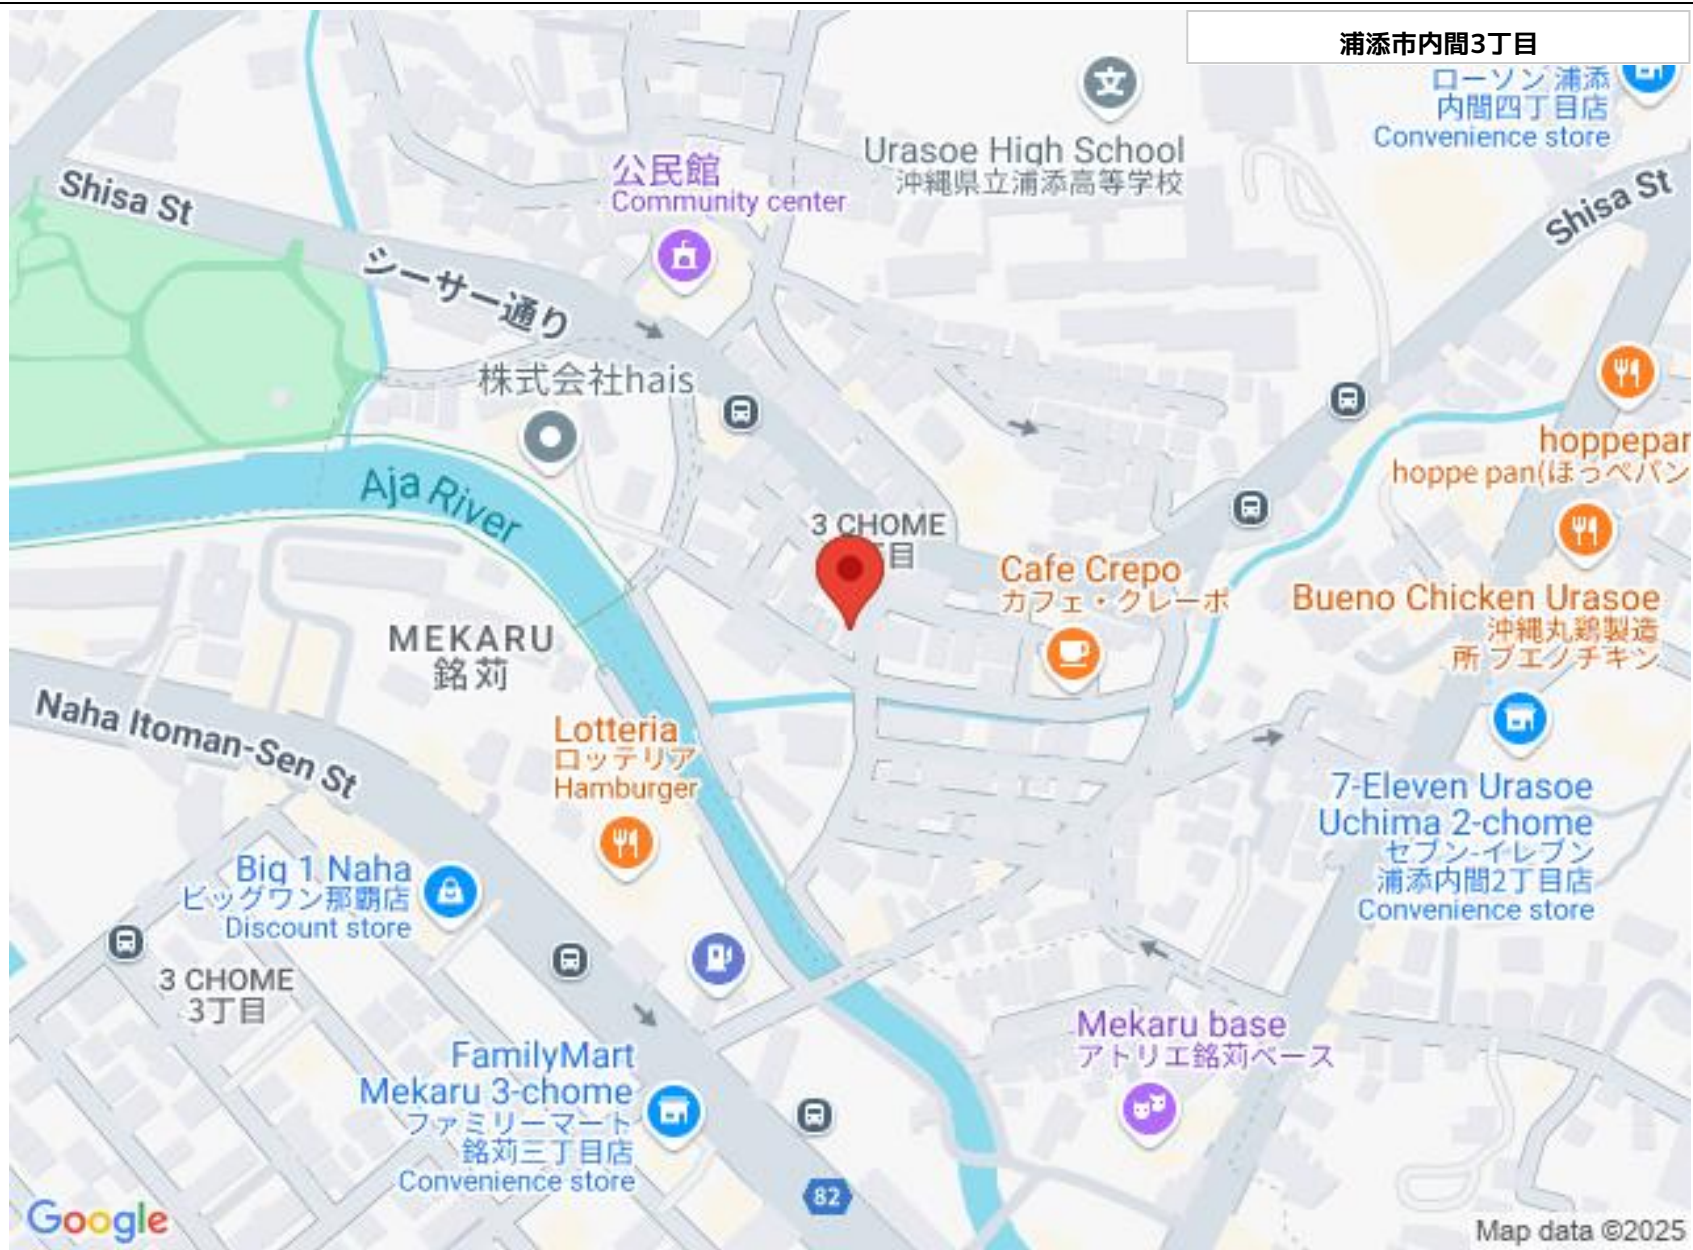 浦添市内間3丁目
ローソン 浦添
内間四丁目店
Convenience store
Urasoe High School
沖縄県立浦添高等学校
公民館
Community center
Shisa St
Shisa St
シーサー通り
株式会社hais
Aja River
3 CHOME
丁目
hoppepan
hoppe pan(ほっぺパン
Cafe Crepo
カフェ・クレーポ
Bueno Chicken Urasoe
沖縄丸鶏製造
所 ブエノチキン
MEKARU
銘苅
Naha Itoman-Sen St
Lotteria
ロッテリア
Hamburger
7-Eleven Urasoe
Uchima 2-chome
セブン-イレブン
浦添内間2丁目店
Convenience store
Big 1 Naha
ビッグワン那覇店
Discount store
3 CHOME
3丁目
Mekaru base
アトリエ銘苅ベース
FamilyMart
Mekaru 3-chome
ファミリーマート
銘苅三丁目店
Convenience store
82
Google
Map data ©2025